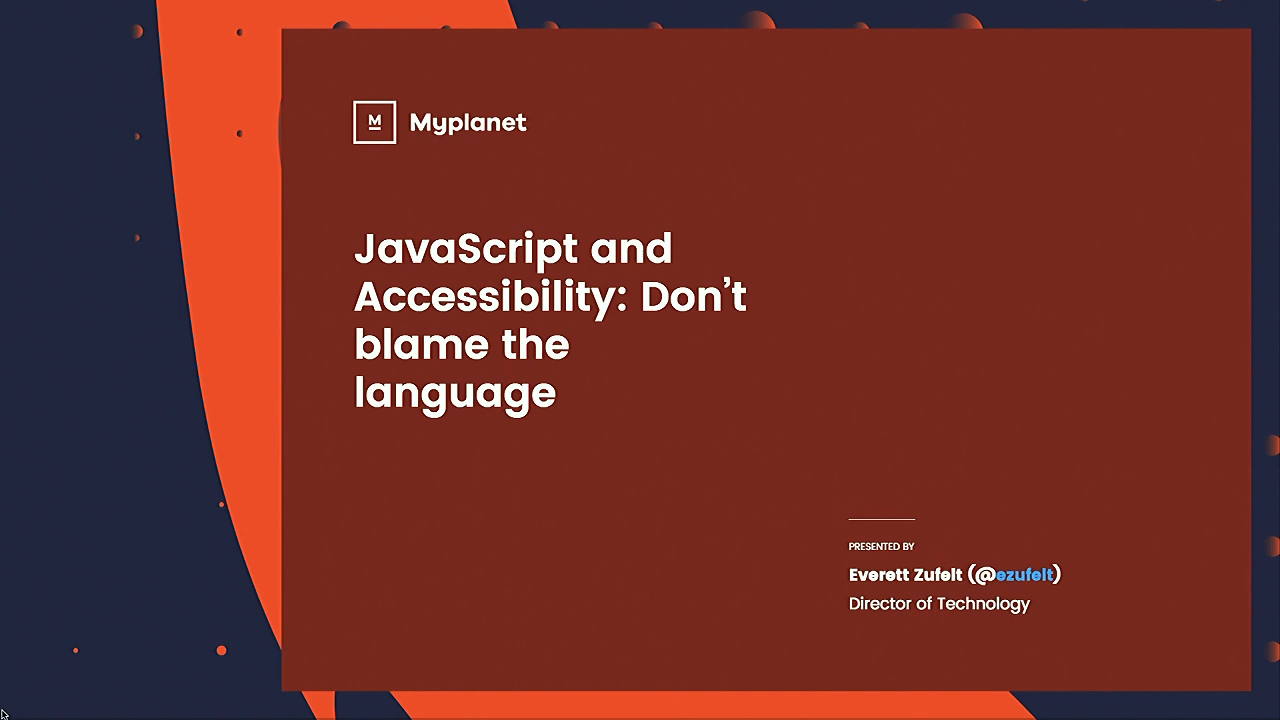 M
Myplanet
JavaScript and
Accessibility: Don’t
blame the
language
PRESENTED BY
Everett Zufelt (@ezufelt)
Director of Technology